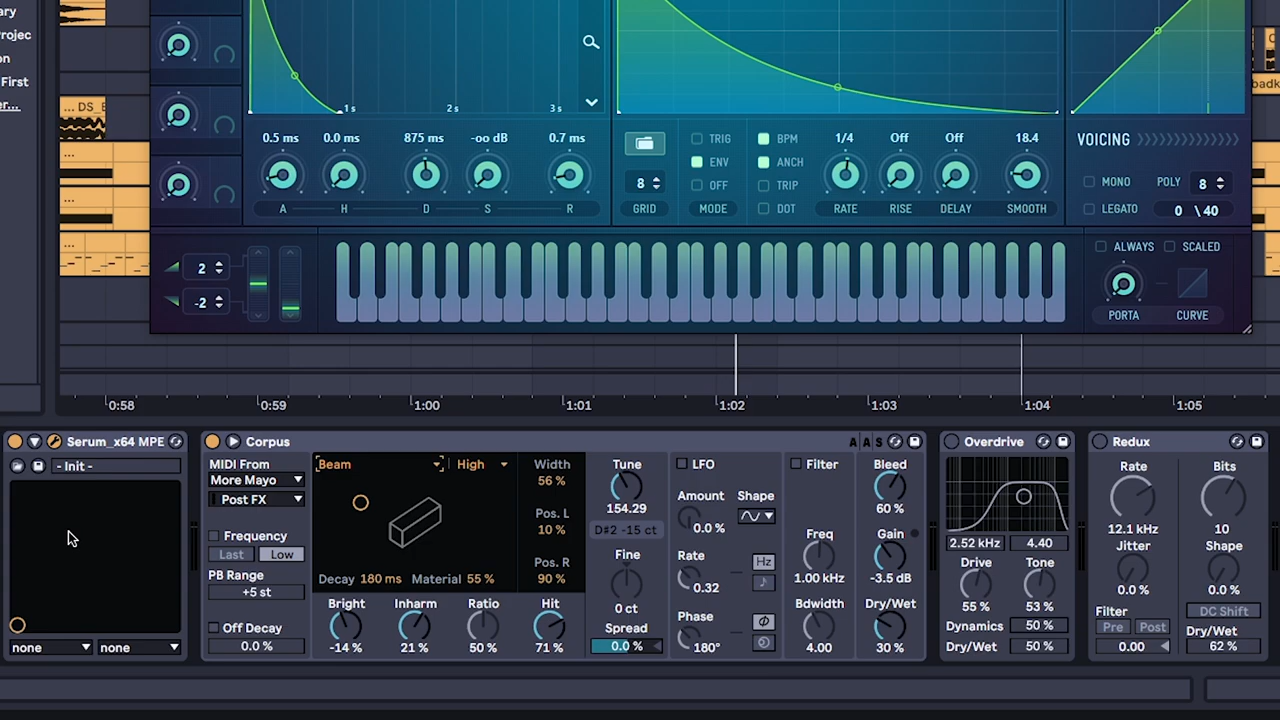 ary
rojec
on
First
er...
... DS_E
...
...
...
C
badk
1s
2s
3s
0.5 ms 0.0 ms 875 ms -oo dB 0.7 ms
A H D S R
8
GRID
TRIG
ENV
OFF
MODE
BPM
ANCH
TRIP
DOT
1/4 Off Off 18.4
RATE RISE DELAY SMOOTH
VOICING
MONO POLY 8
LEGATO 0 \ 40
2
-2
ALWAYS SCALED
PORTA CURVE
0:58 0:59 1:00 1:01 1:02 1:03 1:04 1:05
Serum_x64 MPE
- Init -
none none
Corpus
A A S
MIDI From
More Mayo
Post FX
Frequency
Last Low
PB Range
+5 st
Off Decay
0.0 %
Beam High
Decay 180 ms Material 55 %
Width
56 %
Pos. L
10 %
Pos. R
90 %
Bright Inharm Ratio Hit
-14 % 21 % 50 % 71 %
Tune
154.29
D#2 -15 ct
Fine
0 ct
Spread
0.0 %
LFO
Amount Shape
0.0 %
Rate Hz
0.32
Phase
180°
Filter
Freq
1.00 kHz
Bdwidth
4.00
Bleed
60 %
Gain
-3.5 dB
Dry/Wet
30 %
Overdrive
2.52 kHz 4.40
Drive Tone
55 % 53 %
Dynamics 50 %
Dry/Wet 50 %
Redux
Rate Bits
12.1 kHz 10
Jitter Shape
0.0 % 0.0 %
Filter DC Shift
Pre Post Dry/Wet
0.00 62 %